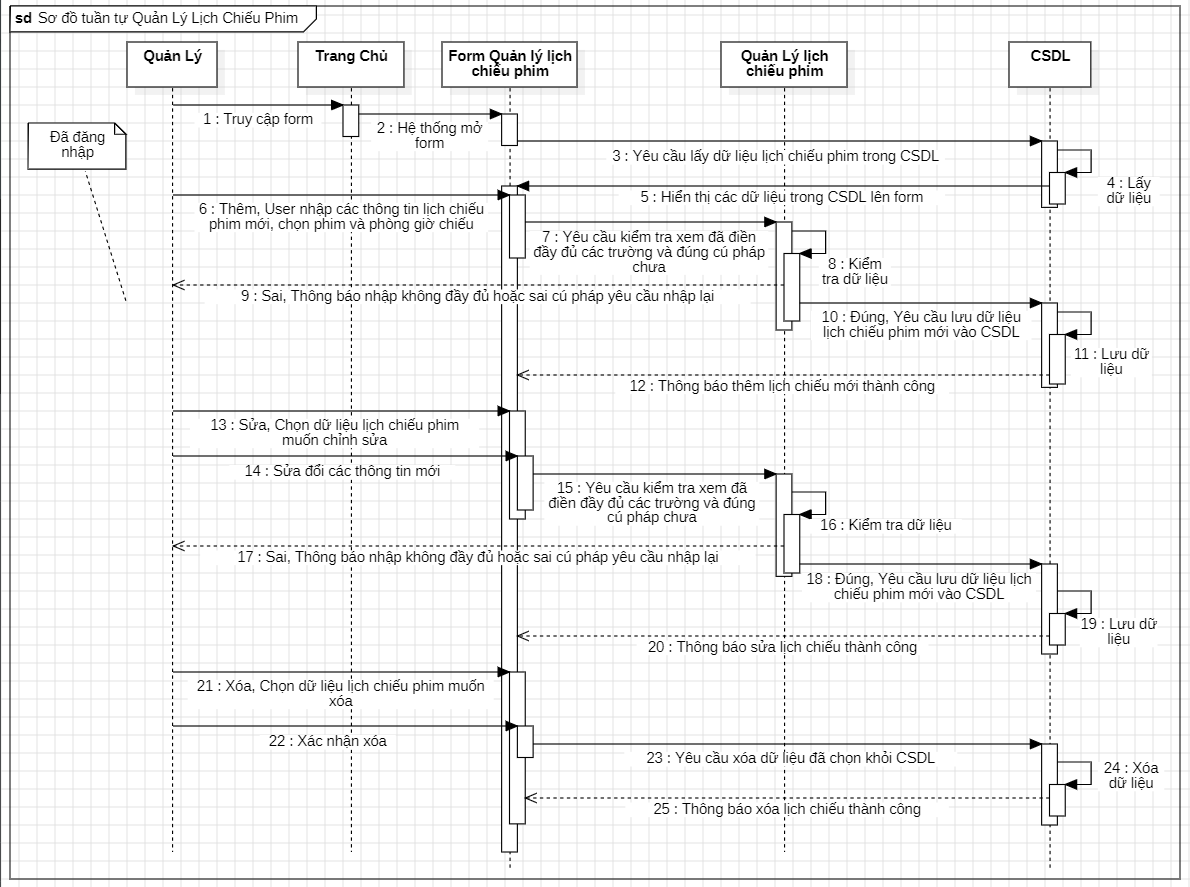 sd Sơ đồ tuần tự Quản Lý Lịch Chiếu Phim
Quản Lý
Trang Chủ
Form Quản lý lịch
chiếu phim
Quản Lý lịch
chiếu phim
CSDL
Đã đăng
nhập
1 : Truy cập form
2 : Hệ thống mở
form
3 : Yêu cầu lấy dữ liệu lịch chiếu phim trong CSDL
4 : Lấy
dữ liệu
5 : Hiển thị các dữ liệu trong CSDL lên form
6 : Thêm, User nhập các thông tin lịch chiếu
phim mới, chọn phim và phòng giờ chiếu
7 : Yêu cầu kiểm tra xem đã điền
đầy đủ các trường và đúng cú pháp
chưa
8 : Kiểm
tra dữ liệu
9 : Sai, Thông báo nhập không đầy đủ hoặc sai cú pháp yêu cầu nhập lại
10 : Đúng, Yêu cầu lưu dữ liệu
lịch chiếu phim mới vào CSDL
11 : Lưu dữ
liệu
12 : Thông báo thêm lịch chiếu mới thành công
13 : Sửa, Chọn dữ liệu lịch chiếu phim
muốn chỉnh sửa
14 : Sửa đổi các thông tin mới
15 : Yêu cầu kiểm tra xem đã
điền đầy đủ các trường và đúng
cú pháp chưa
16 : Kiểm tra dữ liệu
17 : Sai, Thông báo nhập không đầy đủ hoặc sai cú pháp yêu cầu nhập lại
18 : Đúng, Yêu cầu lưu dữ liệu lịch
chiếu phim mới vào CSDL
19 : Lưu dữ
liệu
20 : Thông báo sửa lịch chiếu thành công
21 : Xóa, Chọn dữ liệu lịch chiếu phim muốn
xóa
22 : Xác nhận xóa
23 : Yêu cầu xóa dữ liệu đã chọn khỏi CSDL
24 : Xóa
dữ liệu
25 : Thông báo xóa lịch chiếu thành công